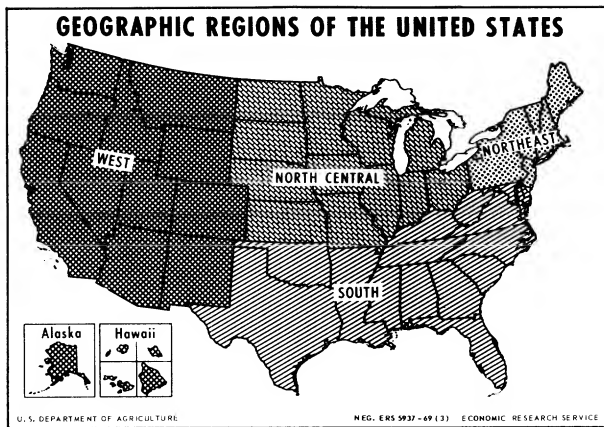 GEOGRAPHIC REGIONS OF THE UNITED STATES
WEST
NORTH CENTRAL
NORTHEAST
SOUTH
Alaska
Hawaii
U. S. DEPARTMENT OF AGRICULTURE
NEG. ERS 5937-69 (3) ECONOMIC RESEARCH SERVICE